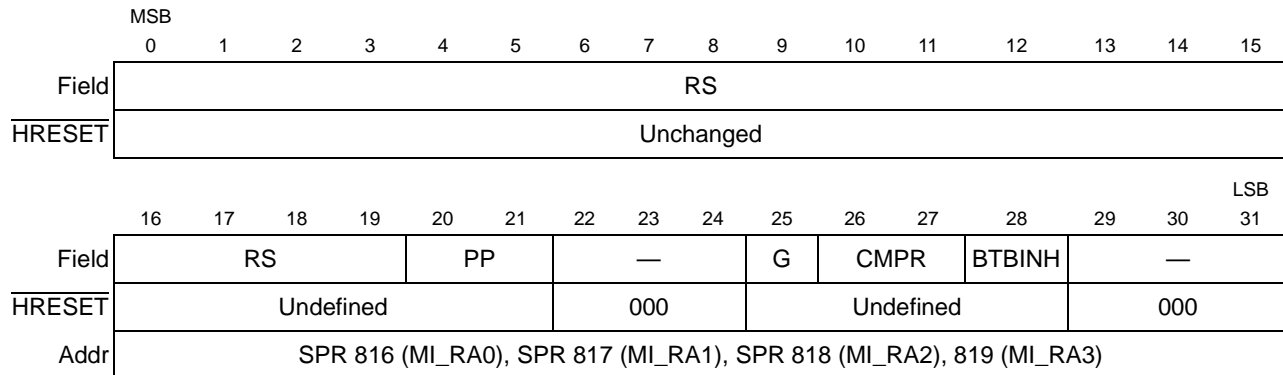 MSB
0 1 2 3 4 5 6 7 8 9 10 11 12 13 14 15
Field RS
HRESET Unchanged
LSB
16 17 18 19 20 21 22 23 24 25 26 27 28 29 30 31
Field RS PP — G CMPR BTBINH —
HRESET Undefined 000 Undefined 000
Addr SPR 816 (MI_RA0), SPR 817 (MI_RA1), SPR 818 (MI_RA2), 819 (MI_RA3)